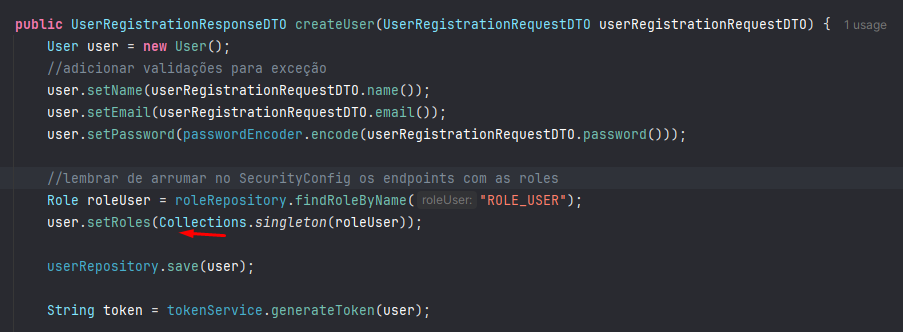 public UserRegistrationResponseDTO createUser(UserRegistrationRequestDTO userRegistrationRequestDTO) { 1 usage
User user = new User();
//adicionar validações para exceção
user.setName(userRegistrationRequestDTO.name());
user.setEmail(userRegistrationRequestDTO.email());
user.setPassword(passwordEncoder.encode(userRegistrationRequestDTO.password()));
//lembrar de arrumar no SecurityConfig os endpoints com as roles
Role roleUser = roleRepository.findRoleByName( roleUser: "ROLE_USER");
user.setRoles(Collections.singleton(roleUser));
userRepository.save(user);
String token = tokenService.generateToken(user);